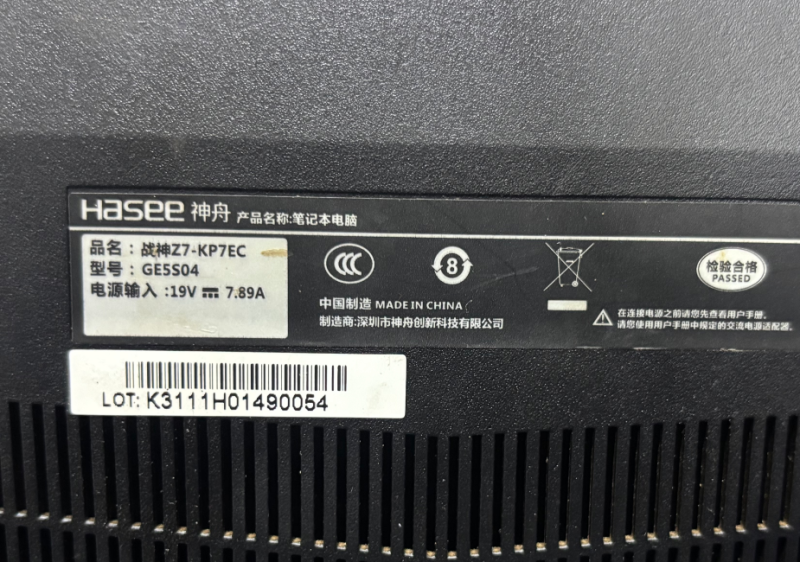 Hasee 神舟 产品名称:笔记本电脑
品名：战神Z7-KP7EC
型号：GE5S04
电源输入：19V 7.89A
CCC
8
检验合格
PASSED
中国制造 MADE IN CHINA
制造商:深圳市神舟创新科技有限公司
在连接电源之前请您先查看用户手册。
请您使用用户手册中规定的交流电源适配器。
LOT: K3111H01490054